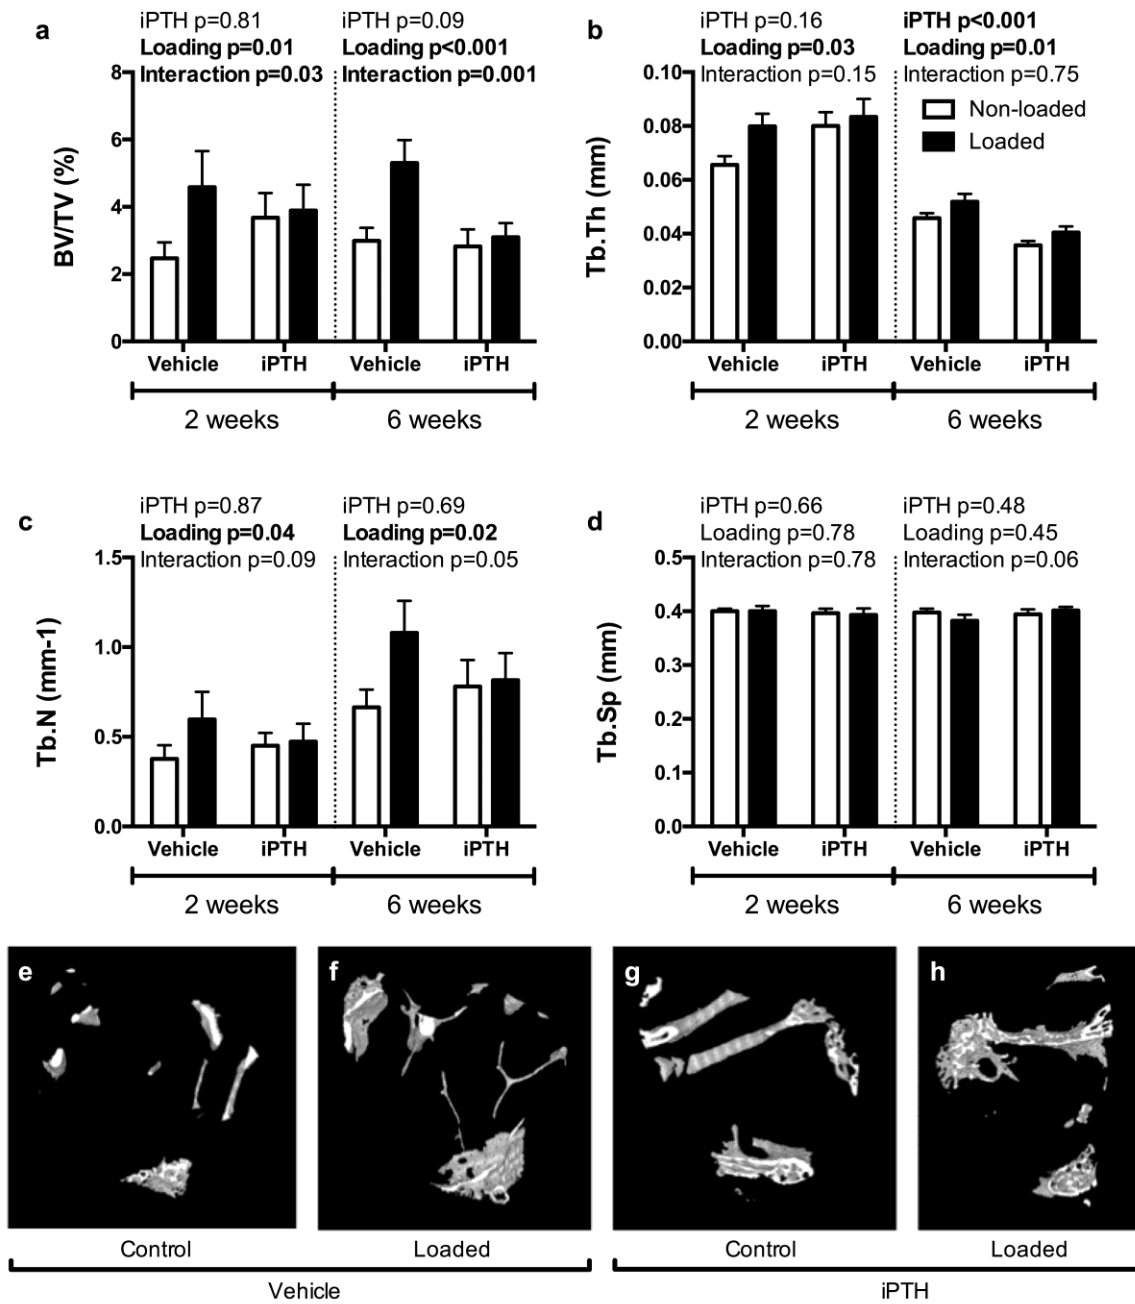 a
iPTH p=0.81
Loading p=0.01
Interaction p=0.03
iPTH p=0.09
Loading p<0.001
Interaction p=0.001
BV/TV (%)
8
6
4
2
0
Vehicle iPTH Vehicle iPTH
2 weeks 6 weeks
b
iPTH p=0.16
Loading p=0.03
Interaction p=0.15
iPTH p<0.001
Loading p=0.01
Interaction p=0.75
Non-loaded
Loaded
Tb.Th (mm)
0.10
0.08
0.06
0.04
0.02
0.00
Vehicle iPTH Vehicle iPTH
2 weeks 6 weeks
c
iPTH p=0.87
Loading p=0.04
Interaction p=0.09
iPTH p=0.69
Loading p=0.02
Interaction p=0.05
Tb.N (mm-1)
1.5
1.0
0.5
0.0
Vehicle iPTH Vehicle iPTH
2 weeks 6 weeks
d
iPTH p=0.66
Loading p=0.78
Interaction p=0.78
iPTH p=0.48
Loading p=0.45
Interaction p=0.06
Tb.Sp (mm)
0.5
0.4
0.3
0.2
0.1
0.0
Vehicle iPTH Vehicle iPTH
2 weeks 6 weeks
e f g h
Control Loaded Control Loaded
Vehicle iPTH